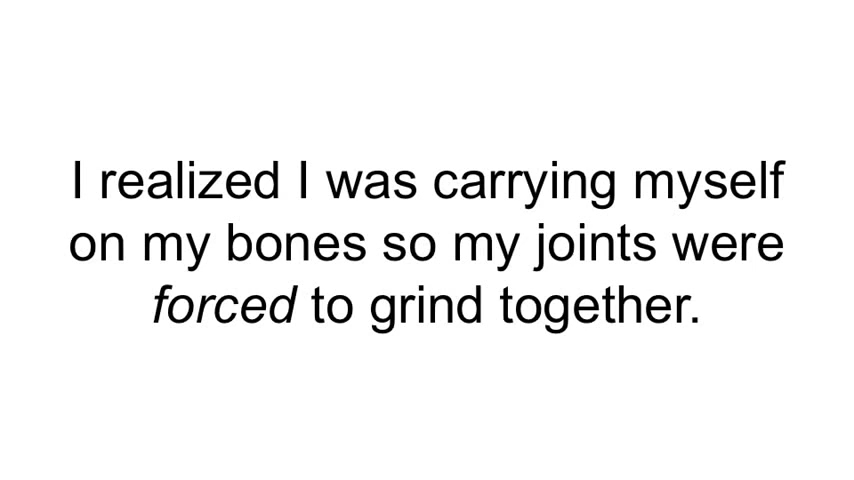 I realized I was carrying myself
on my bones so my joints were
forced to grind together.